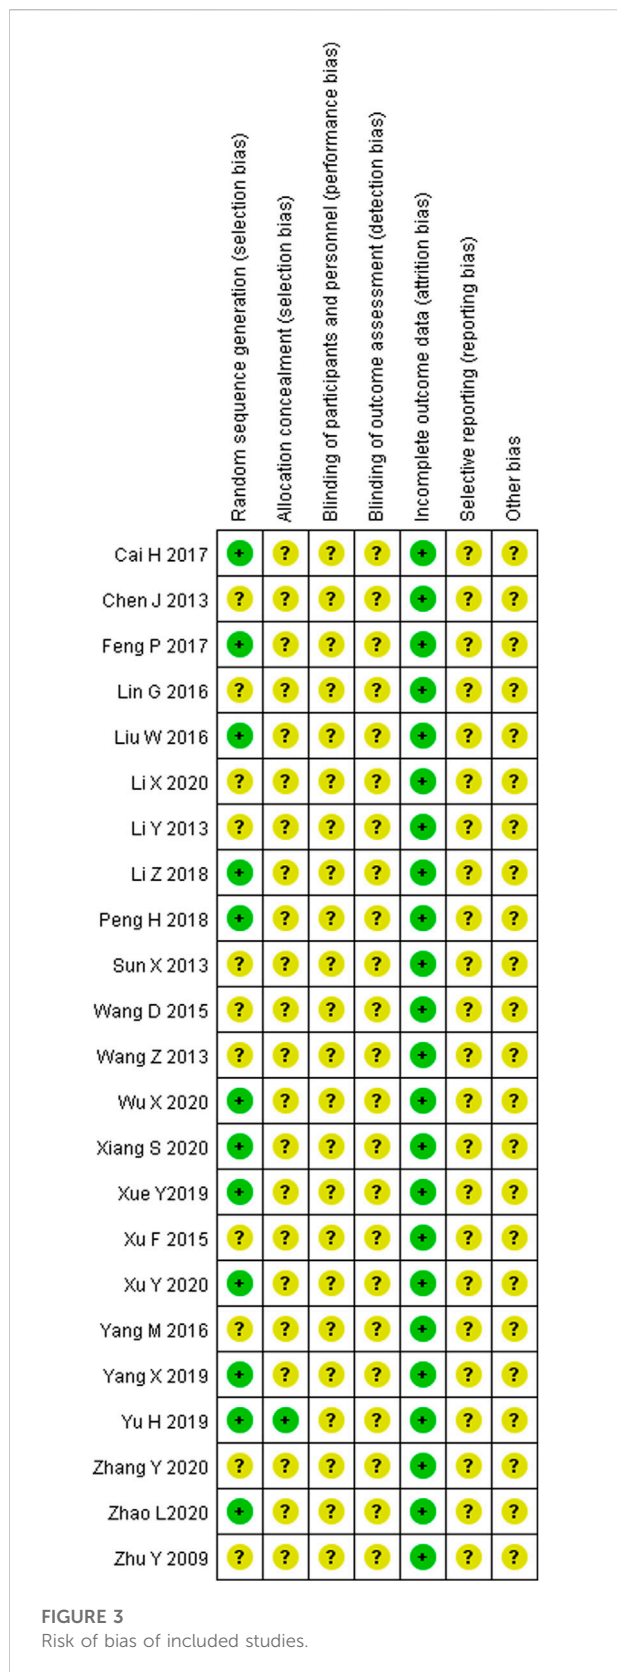 Random sequence generation (selection bias)
Allocation concealment (selection bias)
Blinding of participants and personnel (performance bias)
Blinding of outcome assessment (detection bias)
Incomplete outcome data (attrition bias)
Selective reporting (reporting bias)
Other bias
Cai H 2017 + ? ? ? + ? ?
Chen J 2013 ? ? ? ? + ? ?
Feng P 2017 + ? ? ? + ? ?
Lin G 2016 ? ? ? ? + ? ?
Liu W 2016 + ? ? ? + ? ?
Li X 2020 ? ? ? ? + ? ?
Li Y 2013 ? ? ? ? + ? ?
Li Z 2018 + ? ? ? + ? ?
Peng H 2018 + ? ? ? + ? ?
Sun X 2013 ? ? ? ? + ? ?
Wang D 2015 ? ? ? ? + ? ?
Wang Z 2013 ? ? ? ? + ? ?
Wu X 2020 + ? ? ? + ? ?
Xiang S 2020 + ? ? ? + ? ?
Xue Y2019 + ? ? ? + ? ?
Xu F 2015 ? ? ? ? + ? ?
Xu Y 2020 + ? ? ? + ? ?
Yang M 2016 ? ? ? ? + ? ?
Yang X 2019 + ? ? ? + ? ?
Yu H 2019 + + ? ? + ? ?
Zhang Y 2020 ? ? ? ? + ? ?
Zhao L2020 + ? ? ? + ? ?
Zhu Y 2009 ? ? ? ? + ? ?
FIGURE 3
Risk of bias of included studies.